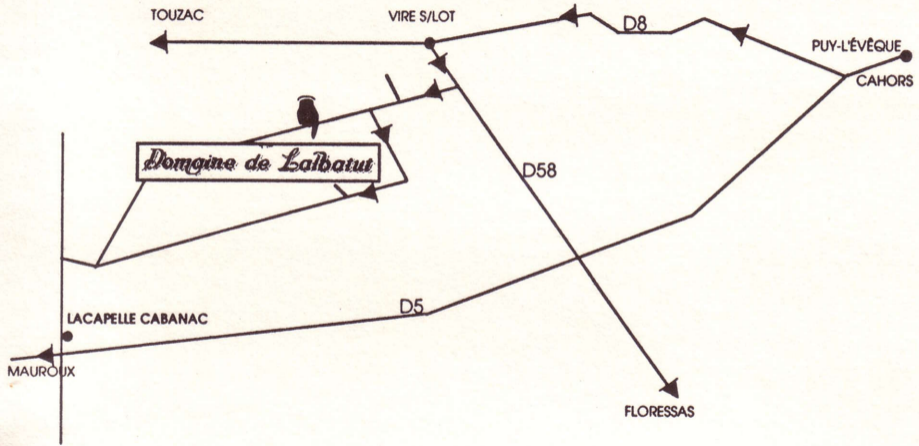 TOUZAC
VIRE S/LOT
D8
PUY-L'ÉVÊQUE
CAHORS
Domaine de Lalbatut
D58
D5
LACAPELLE CABANAC
MAUROUX
FLORESSAS